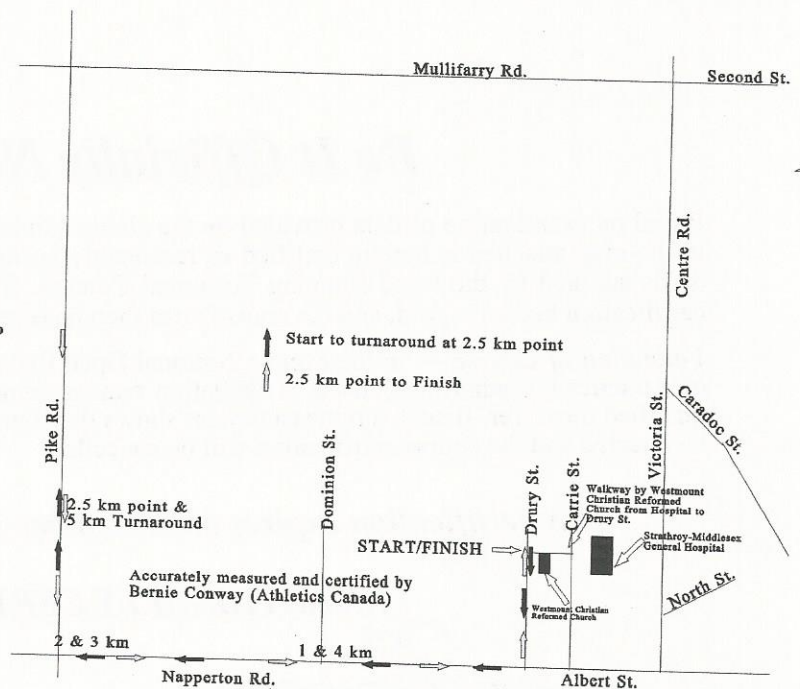 Mullifarry Rd.
Second St.
Centre Rd.
Start to turnaround at 2.5 km point
2.5 km point to Finish
Pike Rd.
Dominion St.
Drury St.
Carrie St.
Victoria St.
Caradoc St.
Walkway by Westmount
Christian Reformed
Church from Hospital to
Drury St.
2.5 km point &
5 km Turnaround
START/FINISH
Strathroy-Middlesex
General Hospital
Accurately measured and certified by
Bernie Conway (Athletics Canada)
Westmount Christian
Reformed Church
North St.
2 & 3 km
1 & 4 km
Napperton Rd.
Albert St.